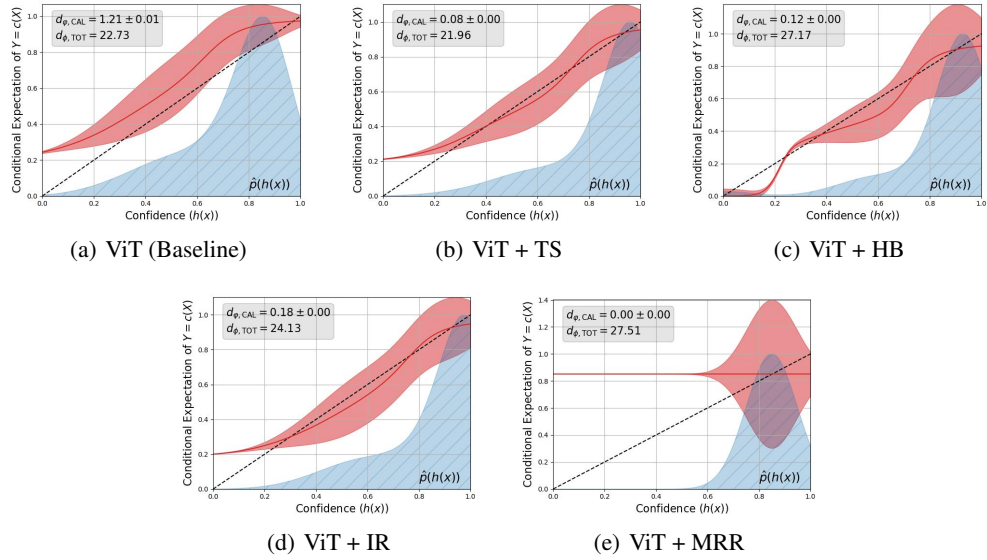 d_φ,CAL = 1.21 ± 0.01
d_ϕ,TOT = 22.73
Conditional Expectation of Y = c(X)
1.0
0.8
0.6
0.4
0.2
0.0
0.0 0.2 0.4 0.6 0.8 1.0
p̂(h(x))
Confidence (h(x))
(a) ViT (Baseline)
d_φ,CAL = 0.08 ± 0.00
d_ϕ,TOT = 21.96
Conditional Expectation of Y = c(X)
1.0
0.8
0.6
0.4
0.2
0.0
0.0 0.2 0.4 0.6 0.8 1.0
p̂(h(x))
Confidence (h(x))
(b) ViT + TS
d_φ,CAL = 0.12 ± 0.00
d_ϕ,TOT = 27.17
Conditional Expectation of Y = c(X)
1.0
0.8
0.6
0.4
0.2
0.0
0.0 0.2 0.4 0.6 0.8 1.0
p̂(h(x))
Confidence (h(x))
(c) ViT + HB
d_φ,CAL = 0.18 ± 0.00
d_ϕ,TOT = 24.13
Conditional Expectation of Y = c(X)
1.0
0.8
0.6
0.4
0.2
0.0
0.0 0.2 0.4 0.6 0.8 1.0
p̂(h(x))
Confidence (h(x))
(d) ViT + IR
d_φ,CAL = 0.00 ± 0.00
d_ϕ,TOT = 27.51
Conditional Expectation of Y = c(X)
1.4
1.2
1.0
0.8
0.6
0.4
0.2
0.0
0.0 0.2 0.4 0.6 0.8 1.0
p̂(h(x))
Confidence (h(x))
(e) ViT + MRR